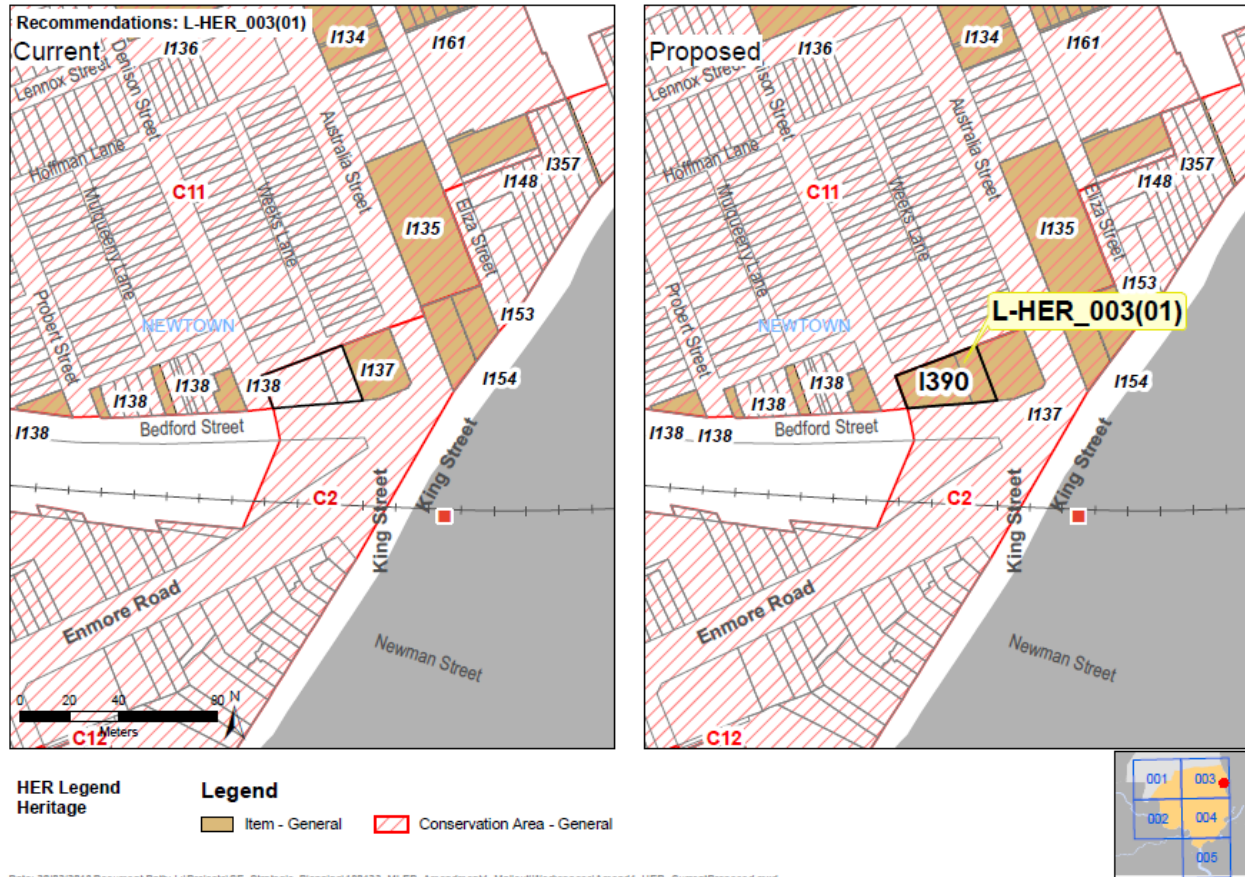 Recommendations: L-HER_003(01)
Current
I136
I134
I161
Lennox Street
Denison Street
Hoffman Lane
Australia Street
C11
Mulqueeny Lane
Weeks Lane
I357
I148
I135
Eliza Street
Probert Street
NEWTOWN
I153
I137
I154
I138
I138
I138
I138
Bedford Street
King Street
C2
King Street
Enmore Road
Newman Street
0 20 40 80
Meters
N
C12
Proposed
I136
I134
I161
Lennox Street
Denison Street
Hoffman Lane
Australia Street
C11
Mulqueeny Lane
Weeks Lane
I357
I148
I135
Eliza Street
Probert Street
NEWTOWN
I153
L-HER_003(01)
I390
I154
I138
I138
I137
I138
I138
Bedford Street
King Street
C2
King Street
Enmore Road
Newman Street
C12
HER Legend
Heritage
Legend
Item - General
Conservation Area - General
001
003
002
004
005